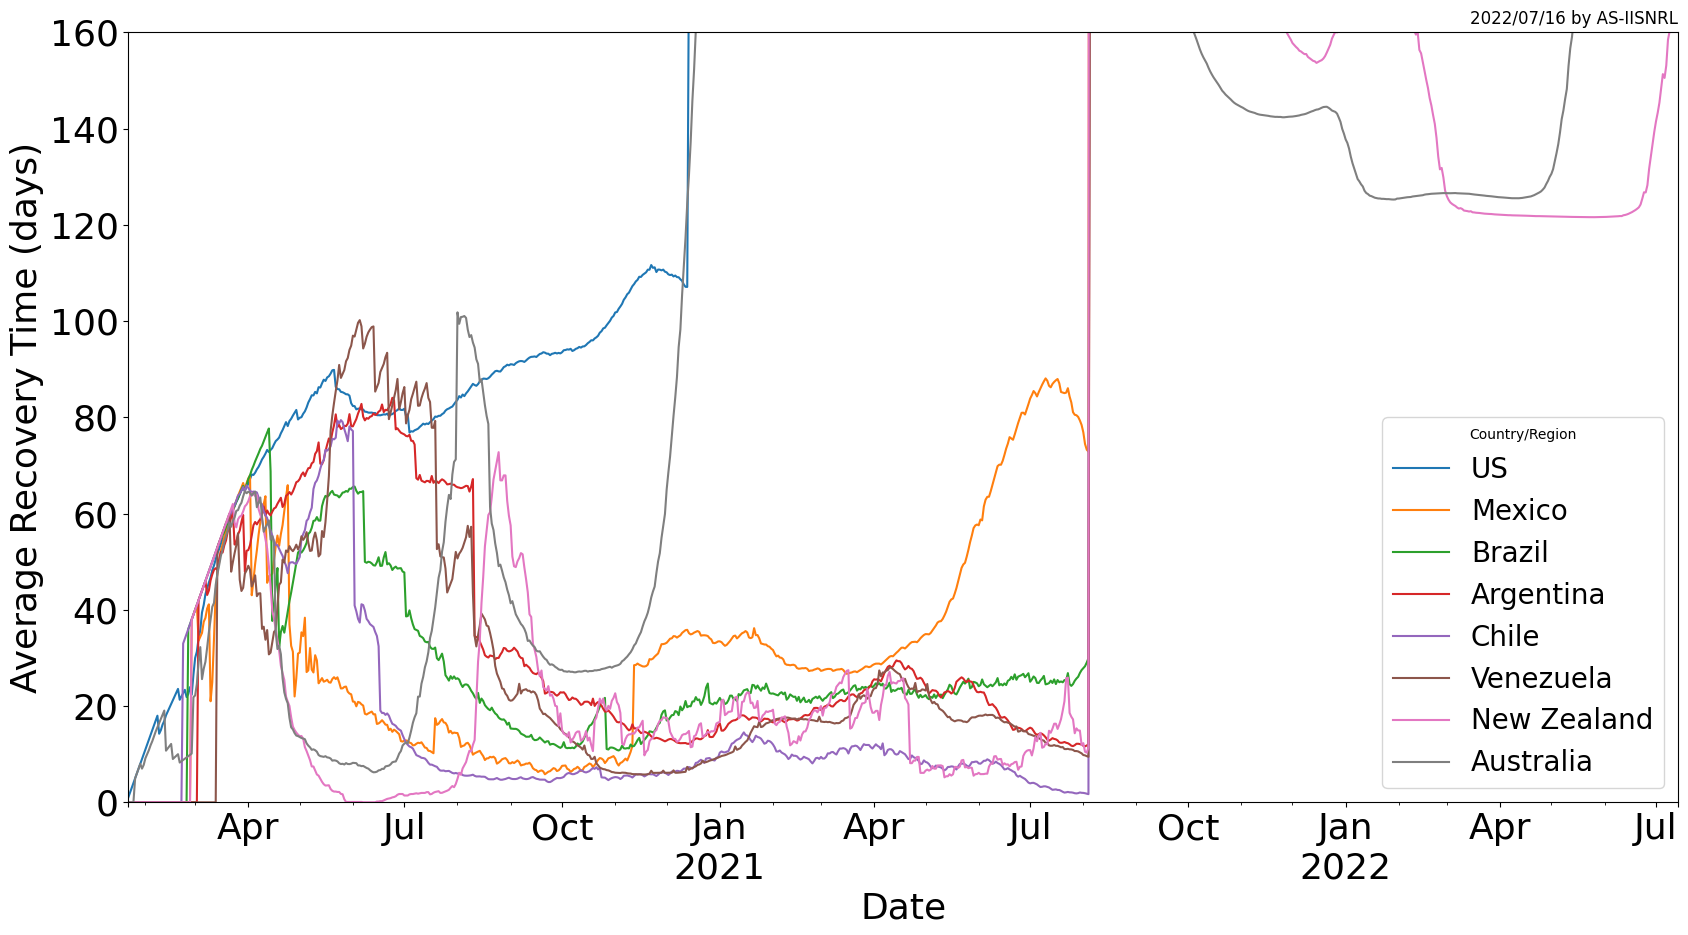 2022/07/16 by AS-IISNRL
160
140
120
100
80
60
40
20
0
Average Recovery Time (days)
Country/Region
US
Mexico
Brazil
Argentina
Chile
Venezuela
New Zealand
Australia
Apr Jul Oct Jan Apr Jul Oct Jan Apr Jul
2021 2022
Date